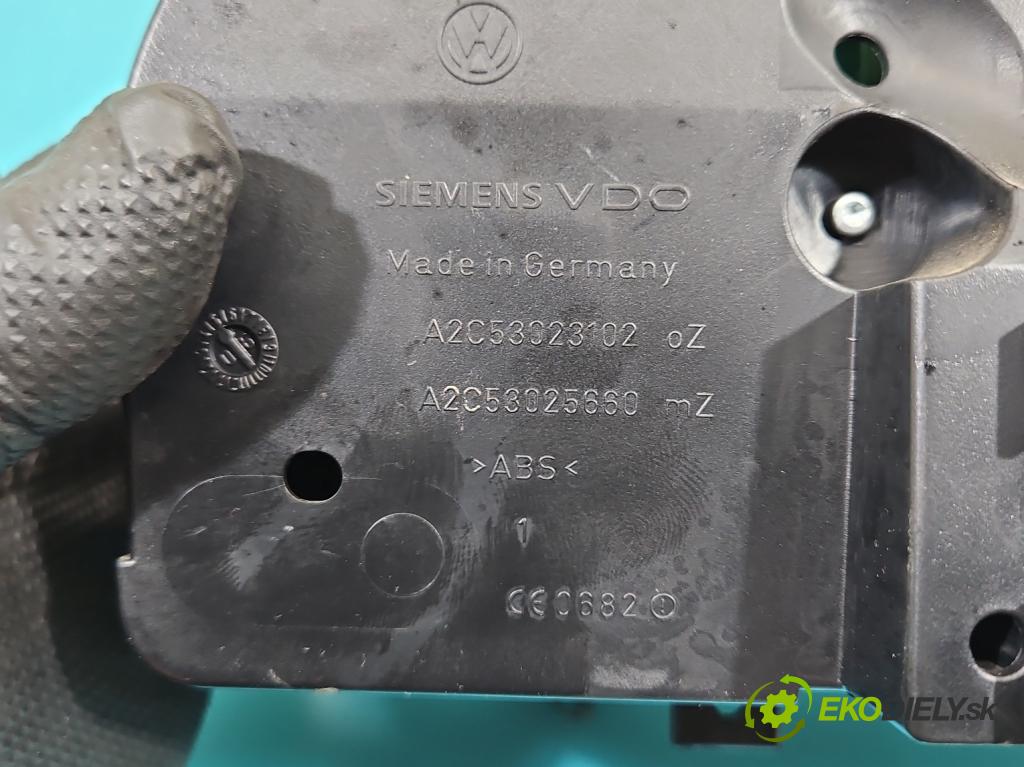 SIEMENS VDO
Made in Germany
A2C53023102 oZ
A2C53025660 mZ
>ABS<
1
CE0682
EKODIELY.sk